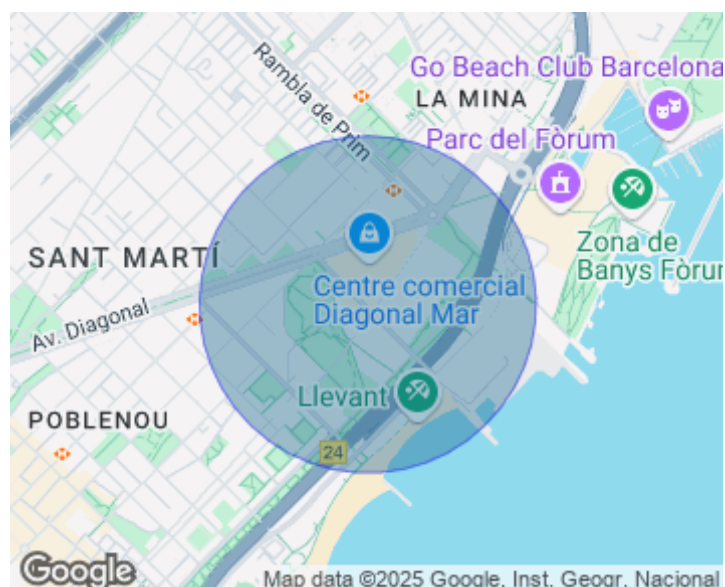 Go Beach Club Barcelona
Rambla de Prim
LA MINA
Parc del Fòrum
SANT MARTÍ
Zona de
Banys Fòrum
Centre comercial
Diagonal Mar
Av. Diagonal
Llevant
POBLENOU
24
Google
Map data ©2025 Google, Inst. Geogr. Nacional